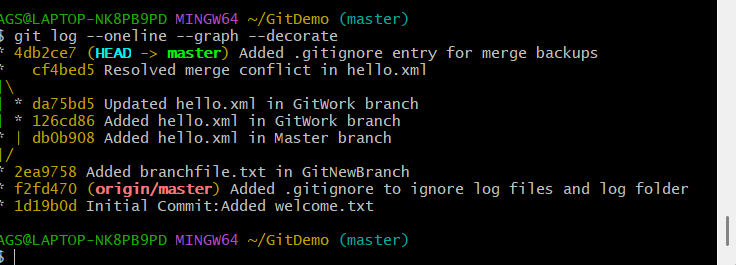 AGS@LAPTOP-NK8PB9PD MINGW64 ~/GitDemo (master)
$ git log --oneline --graph --decorate
* 4db2ce7 (HEAD -> master) Added .gitignore entry for merge backups
*   cf4bed5 Resolved merge conflict in hello.xml
|\
| * da75bd5 Updated hello.xml in GitWork branch
| * 126cd86 Added hello.xml in GitWork branch
* | db0b908 Added hello.xml in Master branch
|/
* 2ea9758 Added branchfile.txt in GitNewBranch
* f2fd470 (origin/master) Added .gitignore to ignore log files and log folder
* 1d19b0d Initial Commit:Added welcome.txt
AGS@LAPTOP-NK8PB9PD MINGW64 ~/GitDemo (master)
$